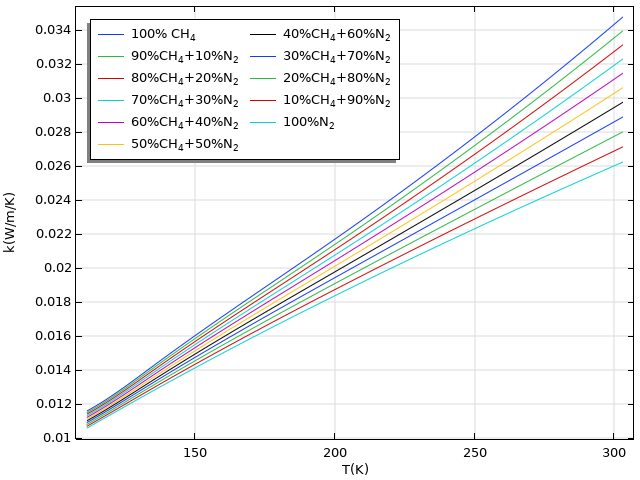 0.034
0.032
0.03
0.028
0.026
0.024
0.022
0.02
0.018
0.016
0.014
0.012
0.01
k(W/m/K)
100% CH₄
90%CH₄+10%N₂
80%CH₄+20%N₂
70%CH₄+30%N₂
60%CH₄+40%N₂
50%CH₄+50%N₂
40%CH₄+60%N₂
30%CH₄+70%N₂
20%CH₄+80%N₂
10%CH₄+90%N₂
100%N₂
150 200 250 300
T(K)